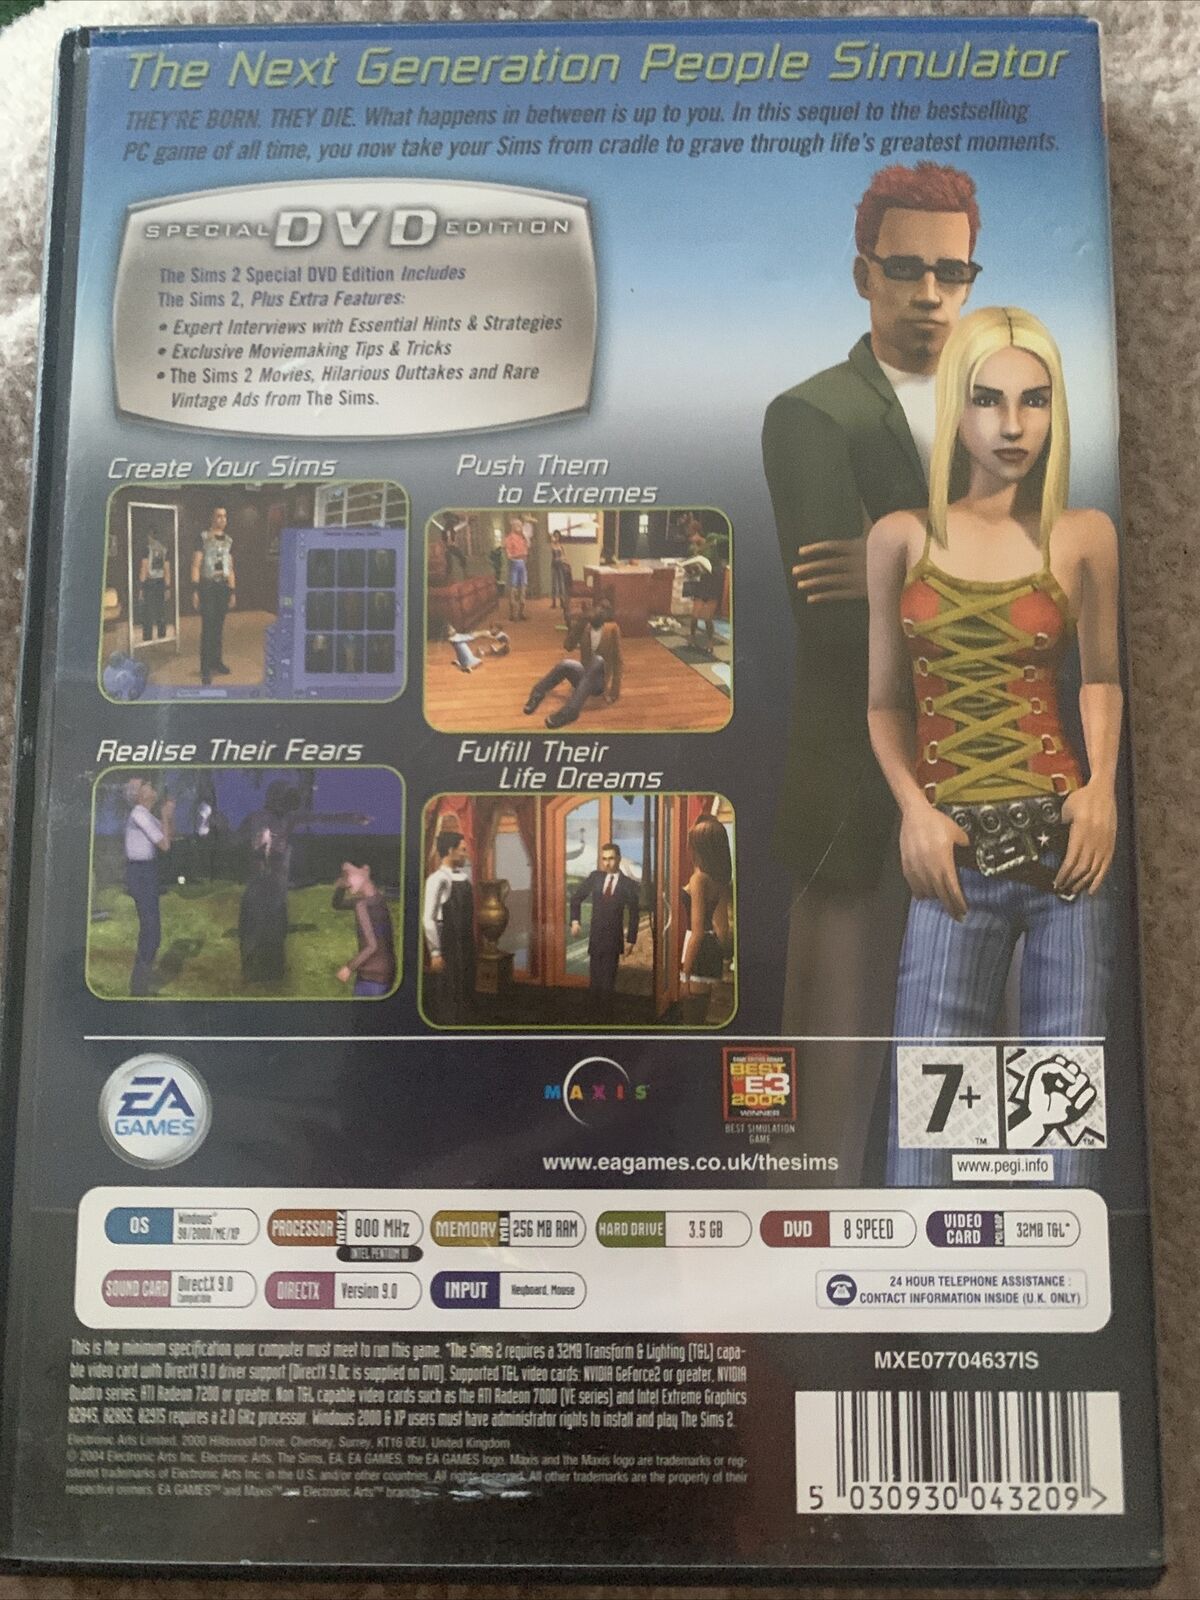 The Next Generation People Simulator
THEY'RE BORN. THEY DIE. What happens in between is up to you. In this sequel to the bestselling
PC game of all time, you now take your Sims from cradle to grave through life's greatest moments.
SPECIAL DVD EDITION
The Sims 2 Special DVD Edition Includes
The Sims 2, Plus Extra Features:
• Expert Interviews with Essential Hints & Strategies
• Exclusive Moviemaking Tips & Tricks
• The Sims 2 Movies, Hilarious Outtakes and Rare
Vintage Ads from The Sims.
Create Your Sims
Push Them
to Extremes
Realise Their Fears
Fulfill Their
Life Dreams
EA
GAMES
MAXIS
BEST
OF E3
2004
WINNER
BEST SIMULATION
GAME
7+
TM
TM
www.eagames.co.uk/thesims
www.pegi.info
OS Windows® 98/2000/ME/XP
PROCESSOR MHZ 800 MHz
INTEL PENTIUM III
MEMORY MB 256 MB RAM
HARD DRIVE 3.5 GB
DVD 8 SPEED
VIDEO CARD 32MB T&L*
SOUND CARD DirectX 9.0 Compatible
DIRECTX Version 9.0
INPUT Keyboard, Mouse
24 HOUR TELEPHONE ASSISTANCE :
CONTACT INFORMATION INSIDE (U.K. ONLY)
This is the minimum specification your computer must meet to run this game. *The Sims 2 requires a 32MB Transform & Lighting (T&L) capa-
ble video card with DirectX 9.0 driver support (DirectX 9.0c is supplied on DVD). Supported T&L video cards: NVIDIA GeForce2 or greater, NVIDIA
Quadro series; ATI Radeon 7200 or greater. Non T&L capable video cards such as the ATI Radeon 7000 (VE series) and Intel Extreme Graphics
82845, 82865, 82915 requires a 2.0 GHz processor. Windows 2000 & XP users must have administrator rights to install and play The Sims 2.
Electronic Arts Limited. 2000 Hillswood Drive, Chertsey, Surrey, KT16 0EU, United Kingdom
© 2004 Electronic Arts Inc. Electronic Arts, The Sims, EA, EA GAMES, the EA GAMES logo, Maxis and the Maxis logo are trademarks or reg-
istered trademarks of Electronic Arts Inc. in the U.S. and/or other countries. All rights reserved. All other trademarks are the property of their
respective owners. EA GAMES™ and Maxis™ are Electronic Arts™ brands
MXE07704637IS
5 030930 043209 >